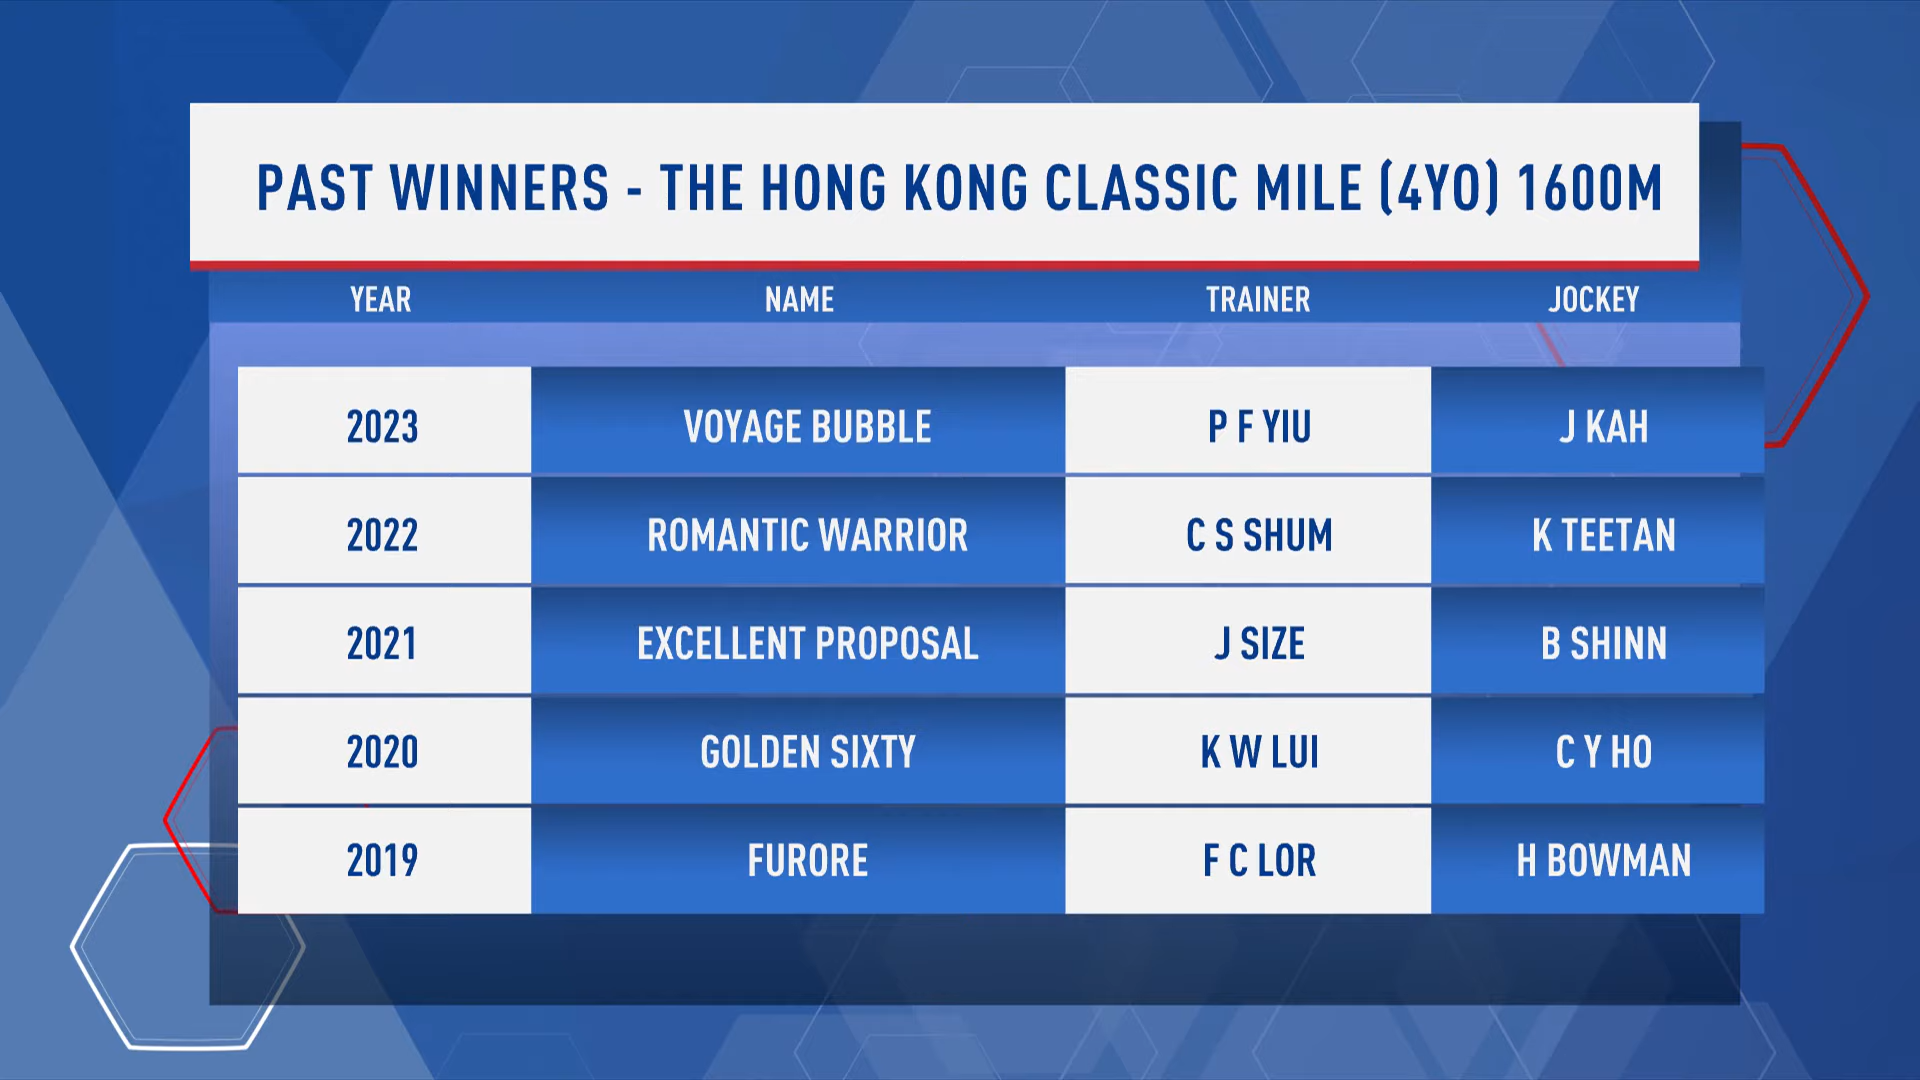 PAST WINNERS - THE HONG KONG CLASSIC MILE (4YO) 1600M
YEAR NAME TRAINER JOCKEY
2023 VOYAGE BUBBLE P F YIU J KAH
2022 ROMANTIC WARRIOR C S SHUM K TEETAN
2021 EXCELLENT PROPOSAL J SIZE B SHINN
2020 GOLDEN SIXTY K W LUI C Y HO
2019 FURORE F C LOR H BOWMAN